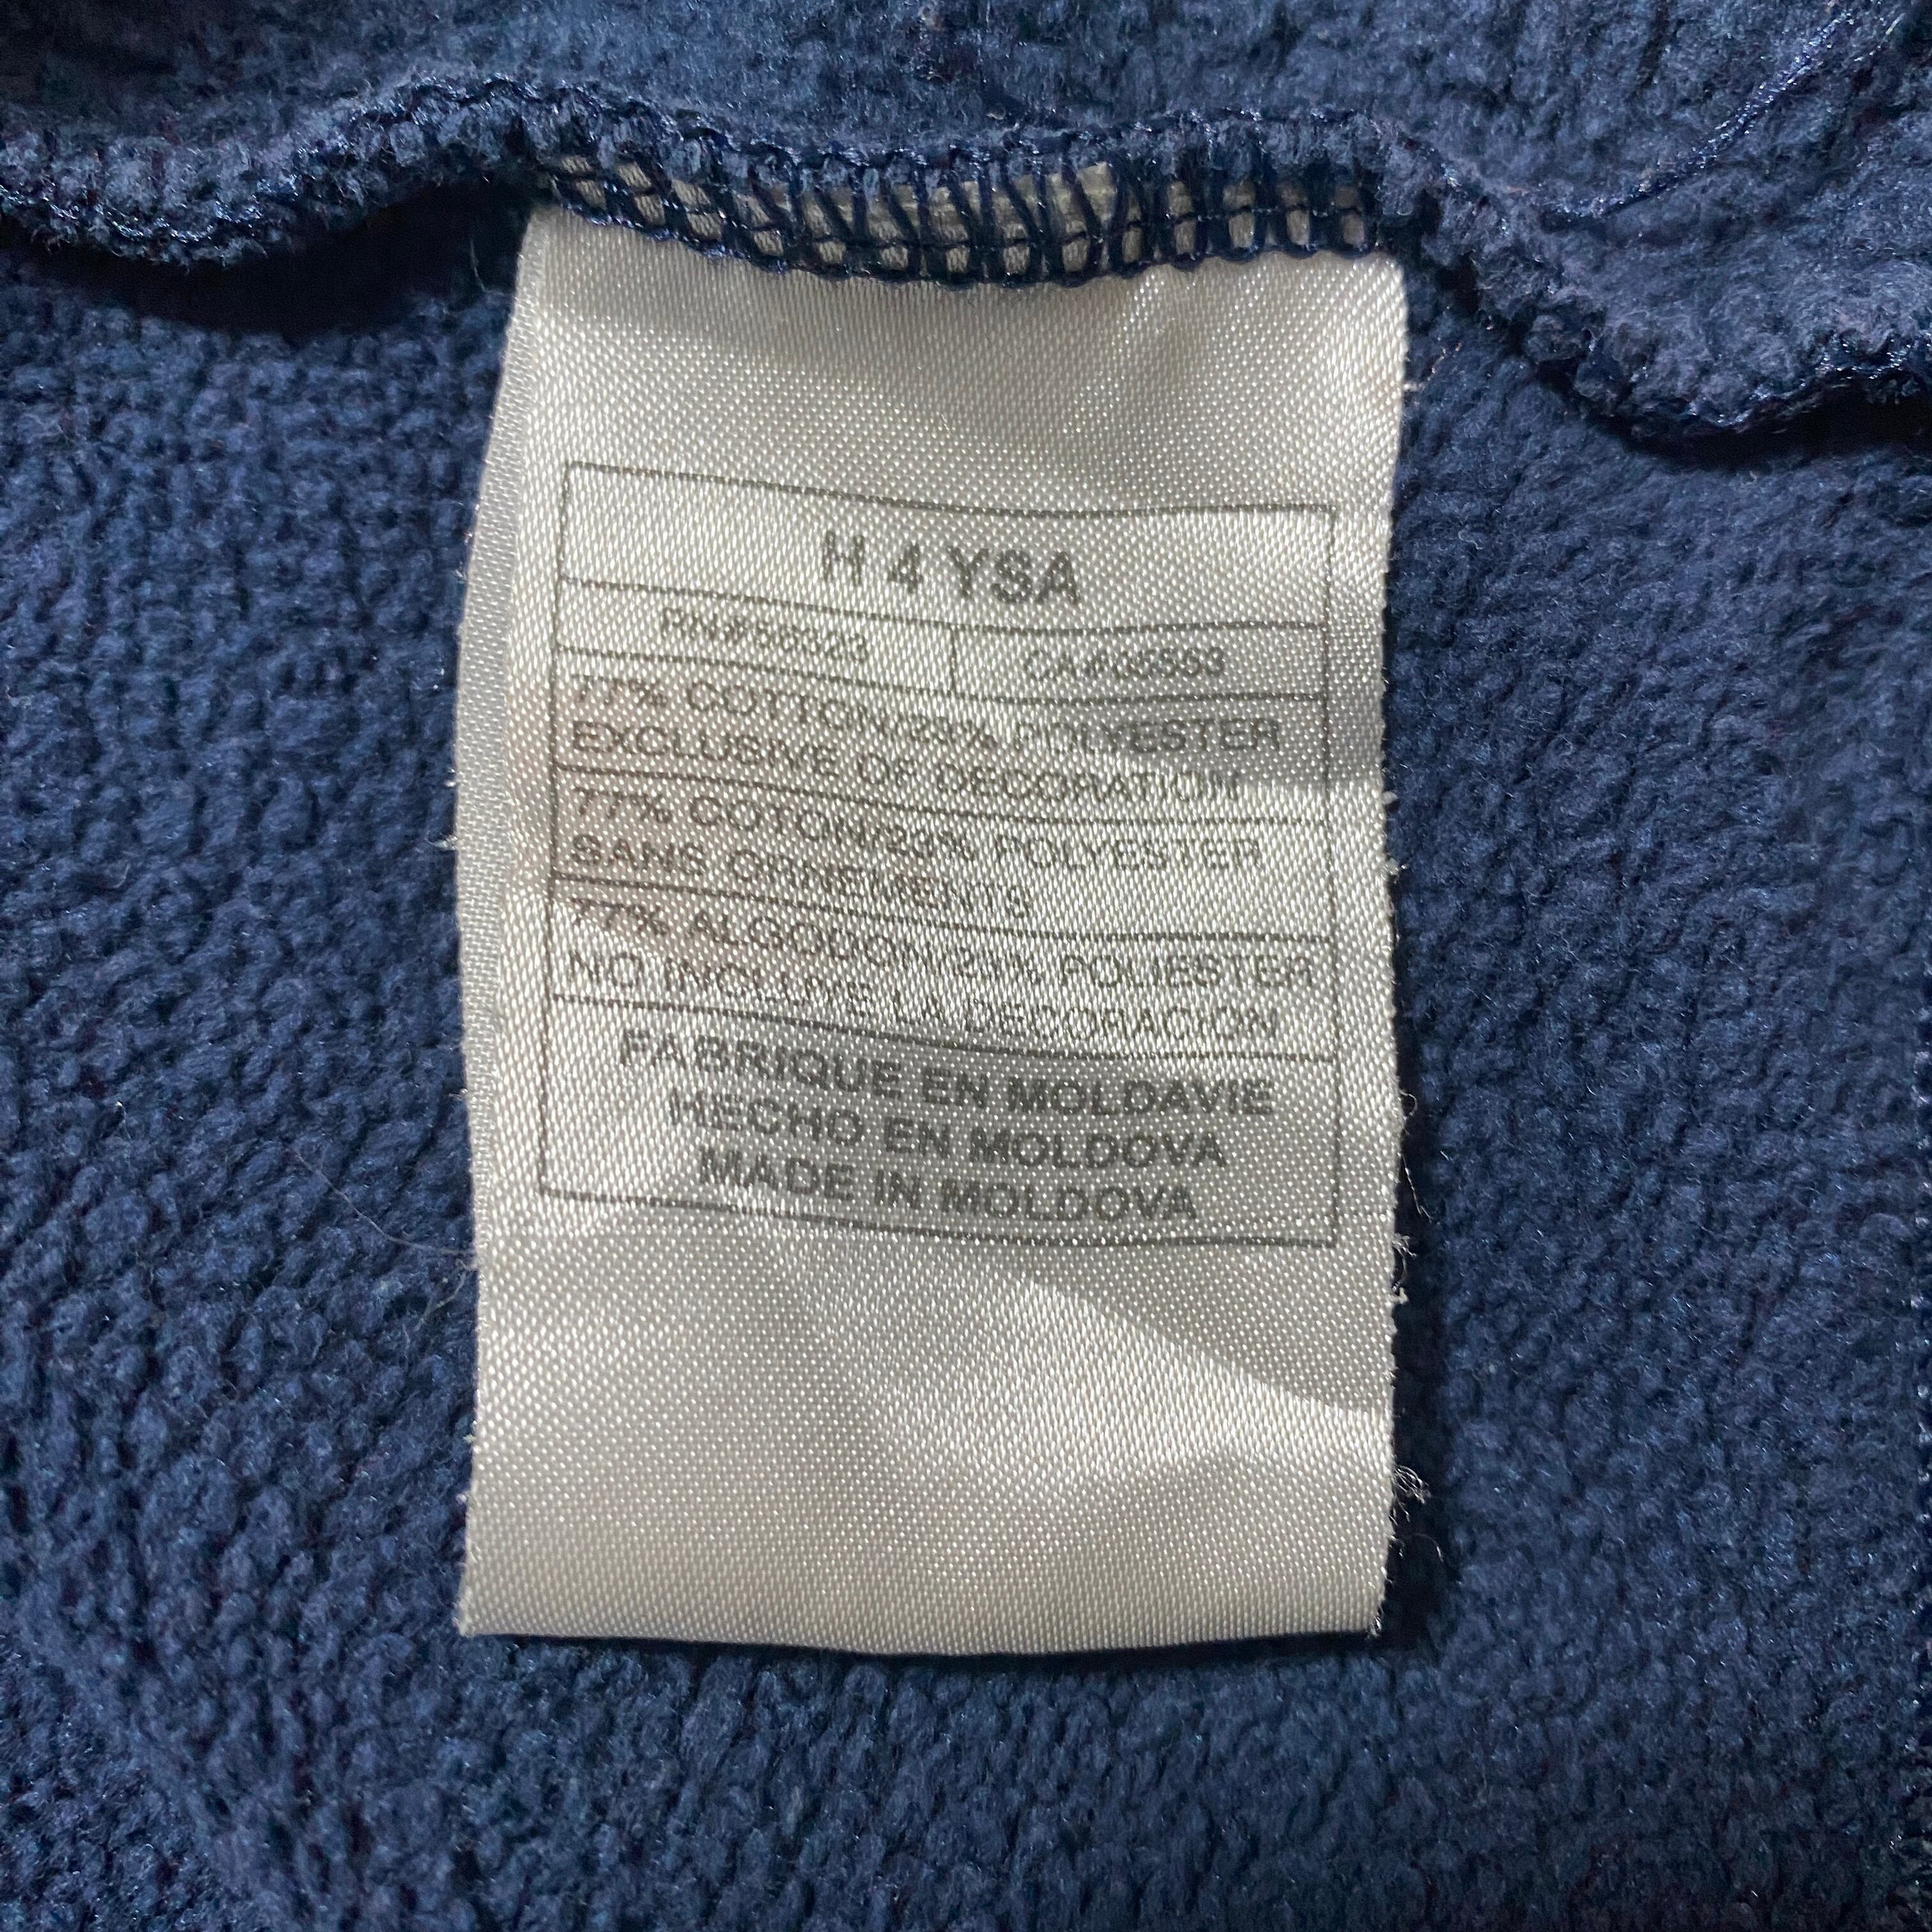 H 4 YSA
RN#56323
CA#05553
77% COTTON/23% POLYESTER
EXCLUSIVE OF DECORATION
77% COTON/23% POLYESTER
SANS ORNEMENTS
77% ALGODON/23% POLIESTER
NO INCLUYE LA DECORACION
FABRIQUE EN MOLDAVIE
HECHO EN MOLDOVA
MADE IN MOLDOVA